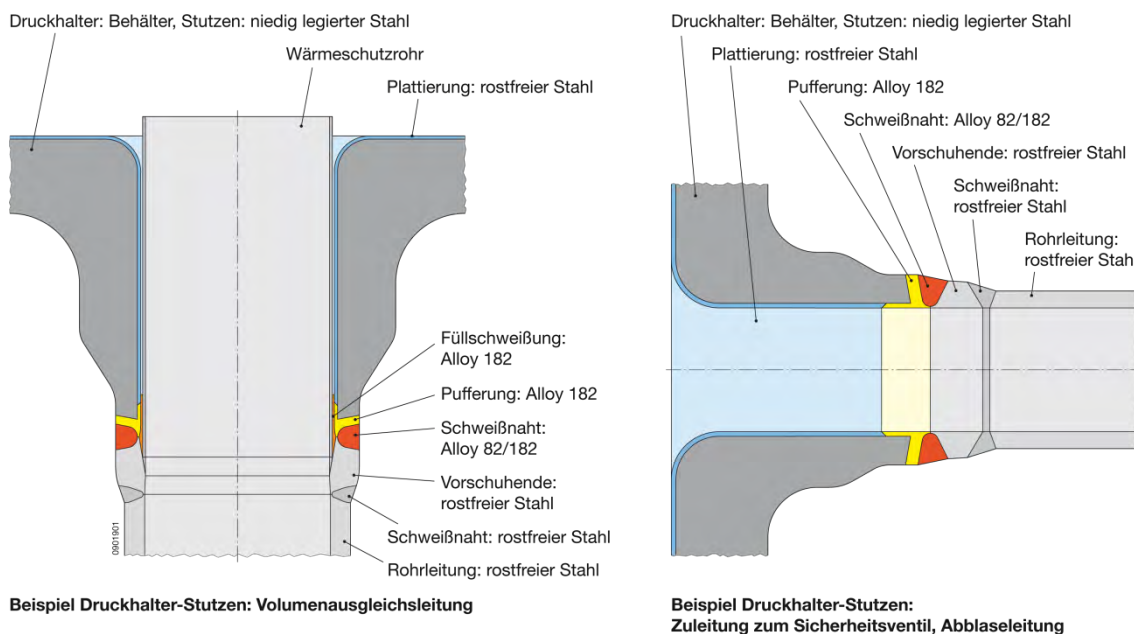 Druckhalter: Behälter, Stutzen: niedig legierter Stahl
Wärmeschutzrohr
Plattierung: rostfreier Stahl
Füllschweißung:
Alloy 182
Pufferung: Alloy 182
Schweißnaht:
Alloy 82/182
Vorschuhende:
rostfreier Stahl
Schweißnaht: rostfreier Stahl
Rohrleitung: rostfreier Stahl
0901901
Beispiel Druckhalter-Stutzen: Volumenausgleichsleitung
Druckhalter: Behälter, Stutzen: niedig legierter Stahl
Plattierung: rostfreier Stahl
Pufferung: Alloy 182
Schweißnaht: Alloy 82/182
Vorschuhende: rostfreier Stahl
Schweißnaht:
rostfreier Stahl
Rohrleitung:
rostfreier Stah
Beispiel Druckhalter-Stutzen:
Zuleitung zum Sicherheitsventil, Abblaseleitung